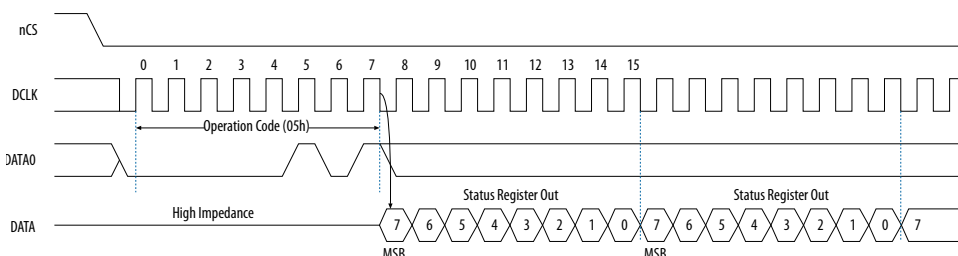 nCS
0 1 2 3 4 5 6 7 8 9 10 11 12 13 14 15
DCLK
Operation Code (05h)
DATA0
High Impedance
Status Register Out
Status Register Out
DATA
7 6 5 4 3 2 1 0 7 6 5 4 3 2 1 0 7
MSB
MSB